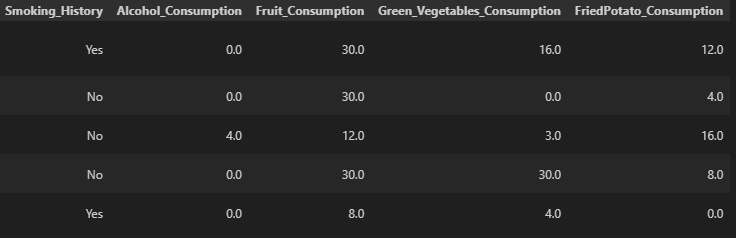 Smoking_History Alcohol_Consumption Fruit_Consumption Green_Vegetables_Consumption FriedPotato_Consumption
Yes 0.0 30.0 16.0 12.0
No 0.0 30.0 0.0 4.0
No 4.0 12.0 3.0 16.0
No 0.0 30.0 30.0 8.0
Yes 0.0 8.0 4.0 0.0